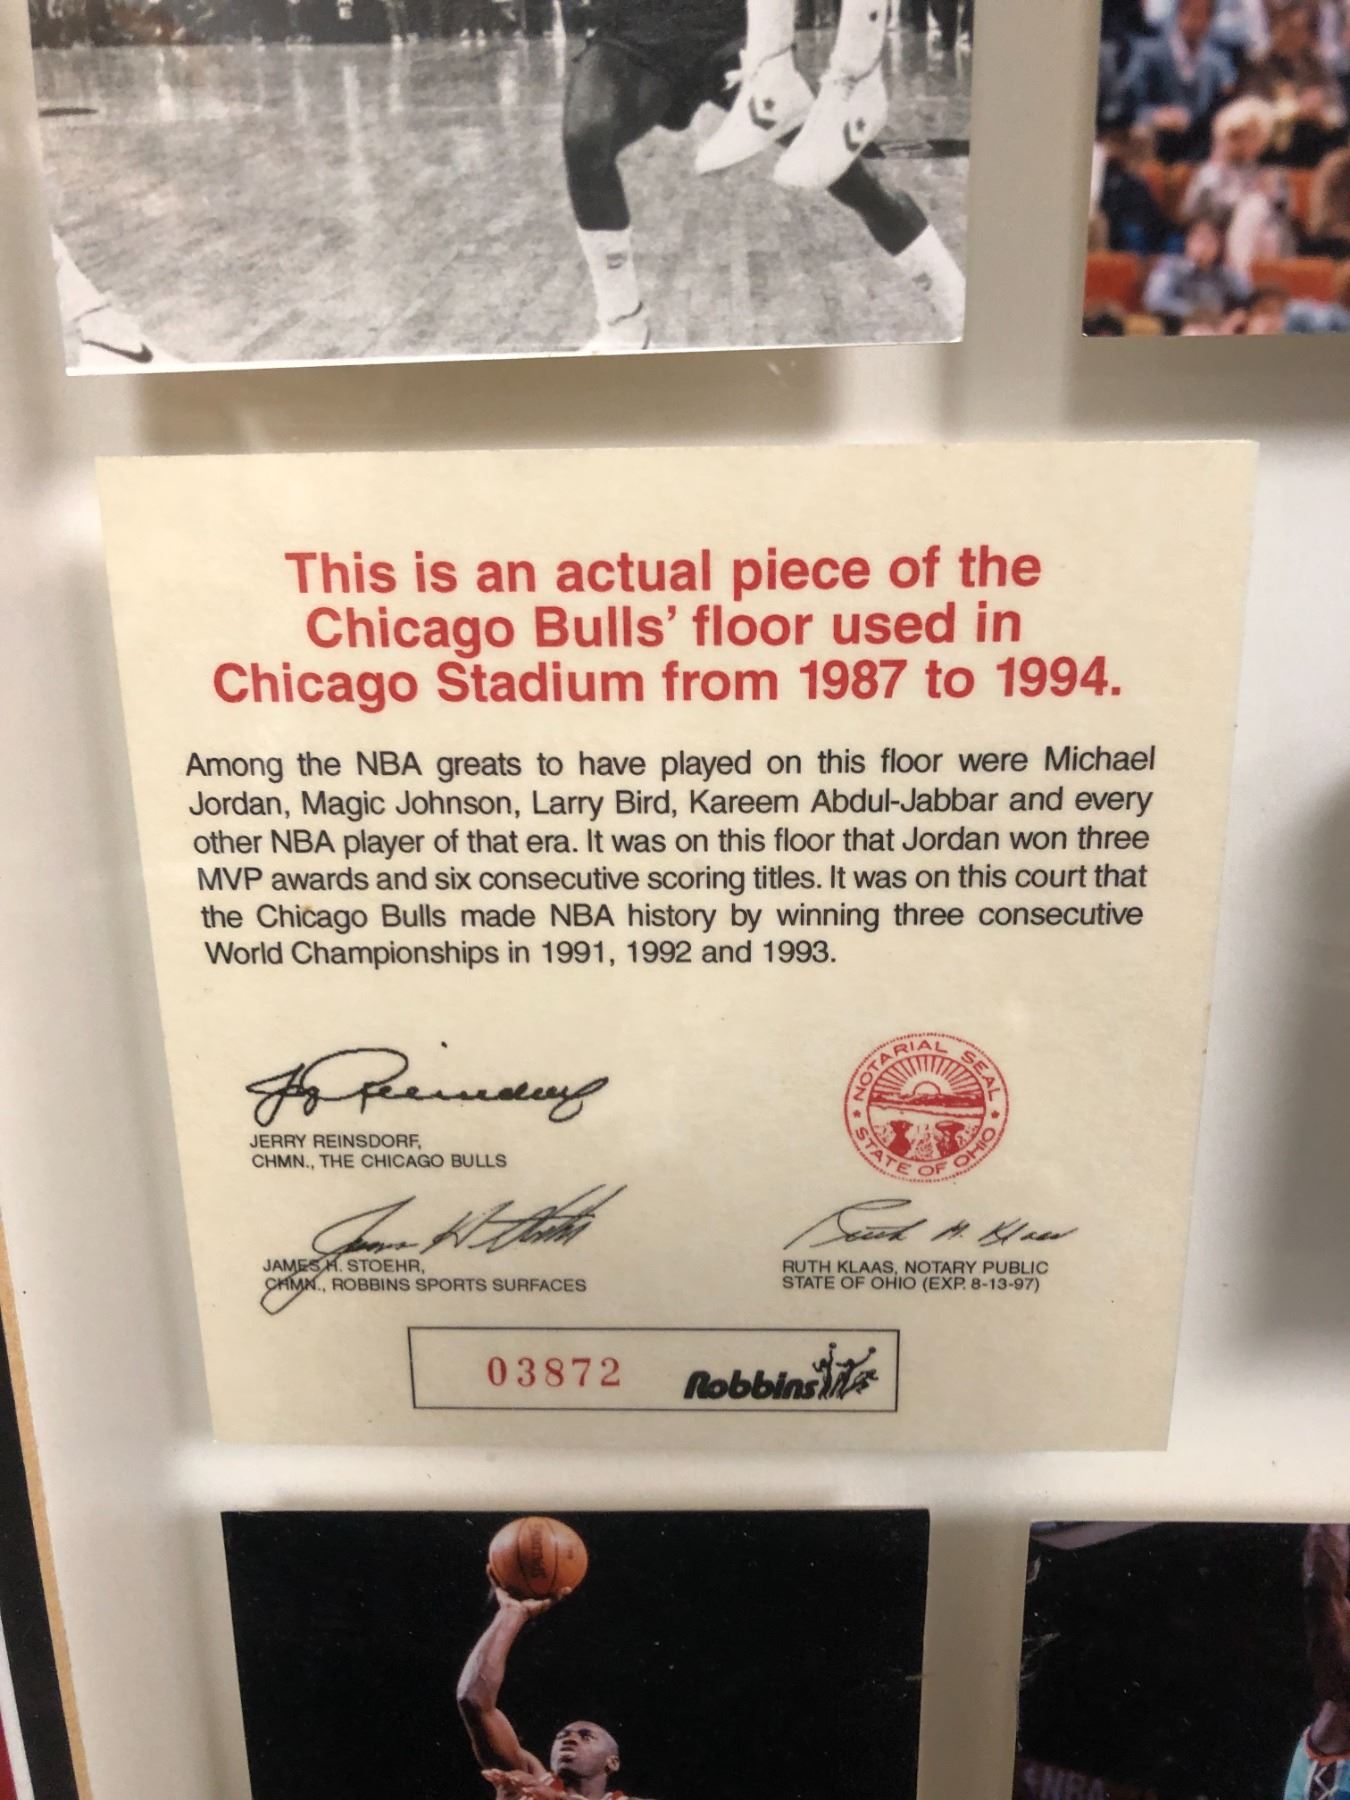 This is an actual piece of the
Chicago Bulls' floor used in
Chicago Stadium from 1987 to 1994.
Among the NBA greats to have played on this floor were Michael
Jordan, Magic Johnson, Larry Bird, Kareem Abdul-Jabbar and every
other NBA player of that era. It was on this floor that Jordan won three
MVP awards and six consecutive scoring titles. It was on this court that
the Chicago Bulls made NBA history by winning three consecutive
World Championships in 1991, 1992 and 1993.
JERRY REINSDORF,
CHMN., THE CHICAGO BULLS
NOTARIAL SEAL
STATE OF OHIO
James H. Stoehr
JAMES H. STOEHR,
CHMN., ROBBINS SPORTS SURFACES
Ruth M. Klaas
RUTH KLAAS, NOTARY PUBLIC
STATE OF OHIO (EXP. 8-13-97)
03872 Robbins
SPALDING
NBA